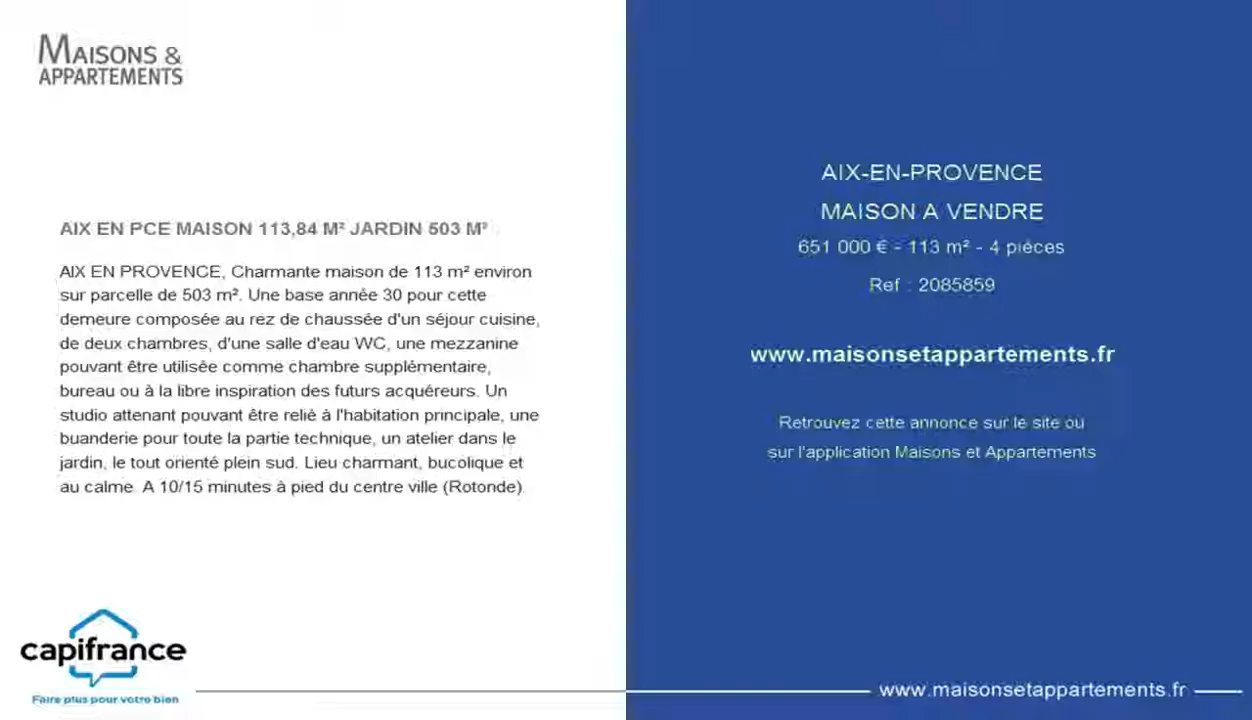 MAISONS &
APPARTEMENTS
AIX EN PCE MAISON 113,84 M² JARDIN 503 M²
AIX EN PROVENCE, Charmante maison de 113 m² environ
sur parcelle de 503 m². Une base année 30 pour cette
demeure composée au rez de chaussée d'un séjour cuisine,
de deux chambres, d'une salle d'eau WC, une mezzanine
pouvant être utilisée comme chambre supplémentaire,
bureau ou à la libre inspiration des futurs acquéreurs. Un
studio attenant pouvant être relié à l'habitation principale, une
buanderie pour toute la partie technique, un atelier dans le
jardin, le tout orienté plein sud. Lieu charmant, bucolique et
au calme. A 10/15 minutes à pied du centre ville (Rotonde).
capifrance
Faire plus pour votre bien
AIX-EN-PROVENCE
MAISON A VENDRE
651 000 € - 113 m² - 4 pièces
Ref : 2085859
www.maisonsetappartements.fr
Retrouvez cette annonce sur le site ou
sur l'application Maisons et Appartements
www.maisonsetappartements.fr